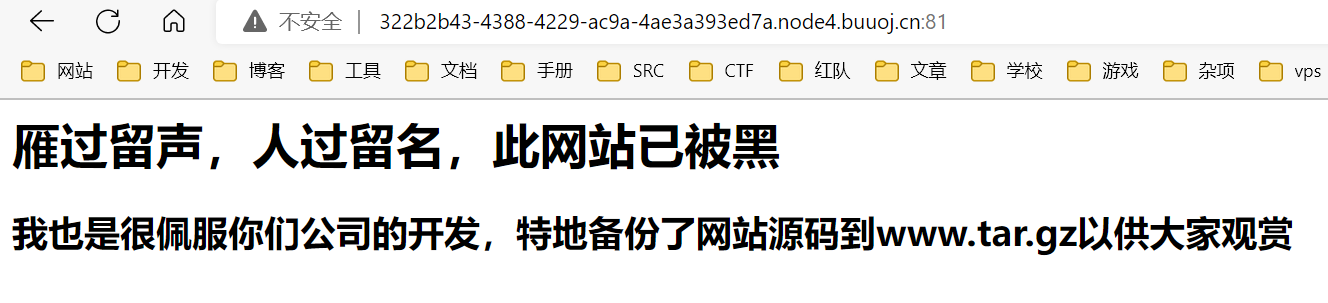 不安全 | 322b2b43-4388-4229-ac9a-4ae3a393ed7a.node4.buuoj.cn:81
网站 开发 博客 工具 文档 手册 SRC CTF 红队 文章 学校 游戏 杂项 vps
雁过留声，人过留名，此网站已被黑
我也是很佩服你们公司的开发，特地备份了网站源码到www.tar.gz以供大家观赏